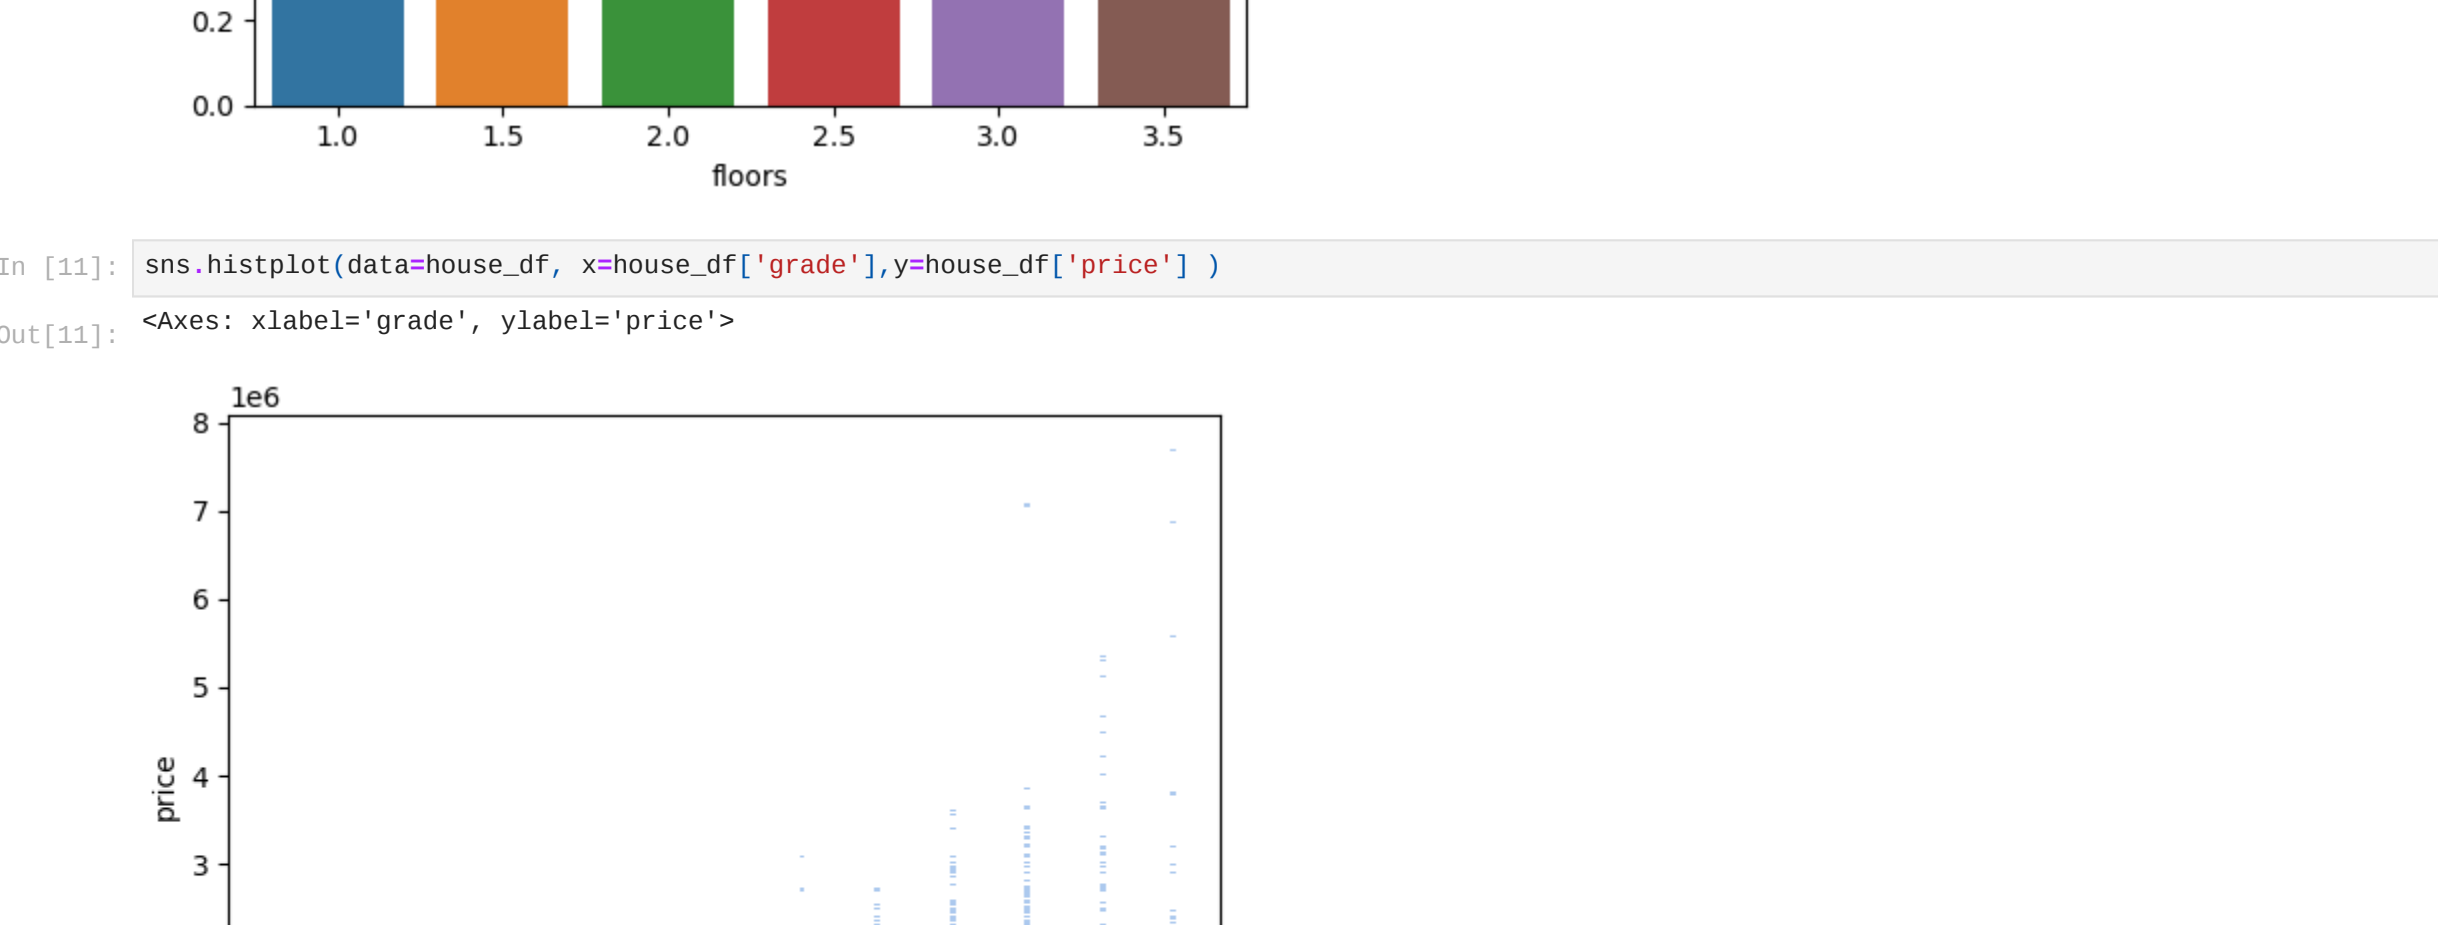 0.2
0.0
1.0 1.5 2.0 2.5 3.0 3.5
floors
In [11]: sns.histplot(data=house_df, x=house_df['grade'],y=house_df['price'] )
Out[11]: <Axes: xlabel='grade', ylabel='price'>
1e6
8
7
6
5
4
price
3